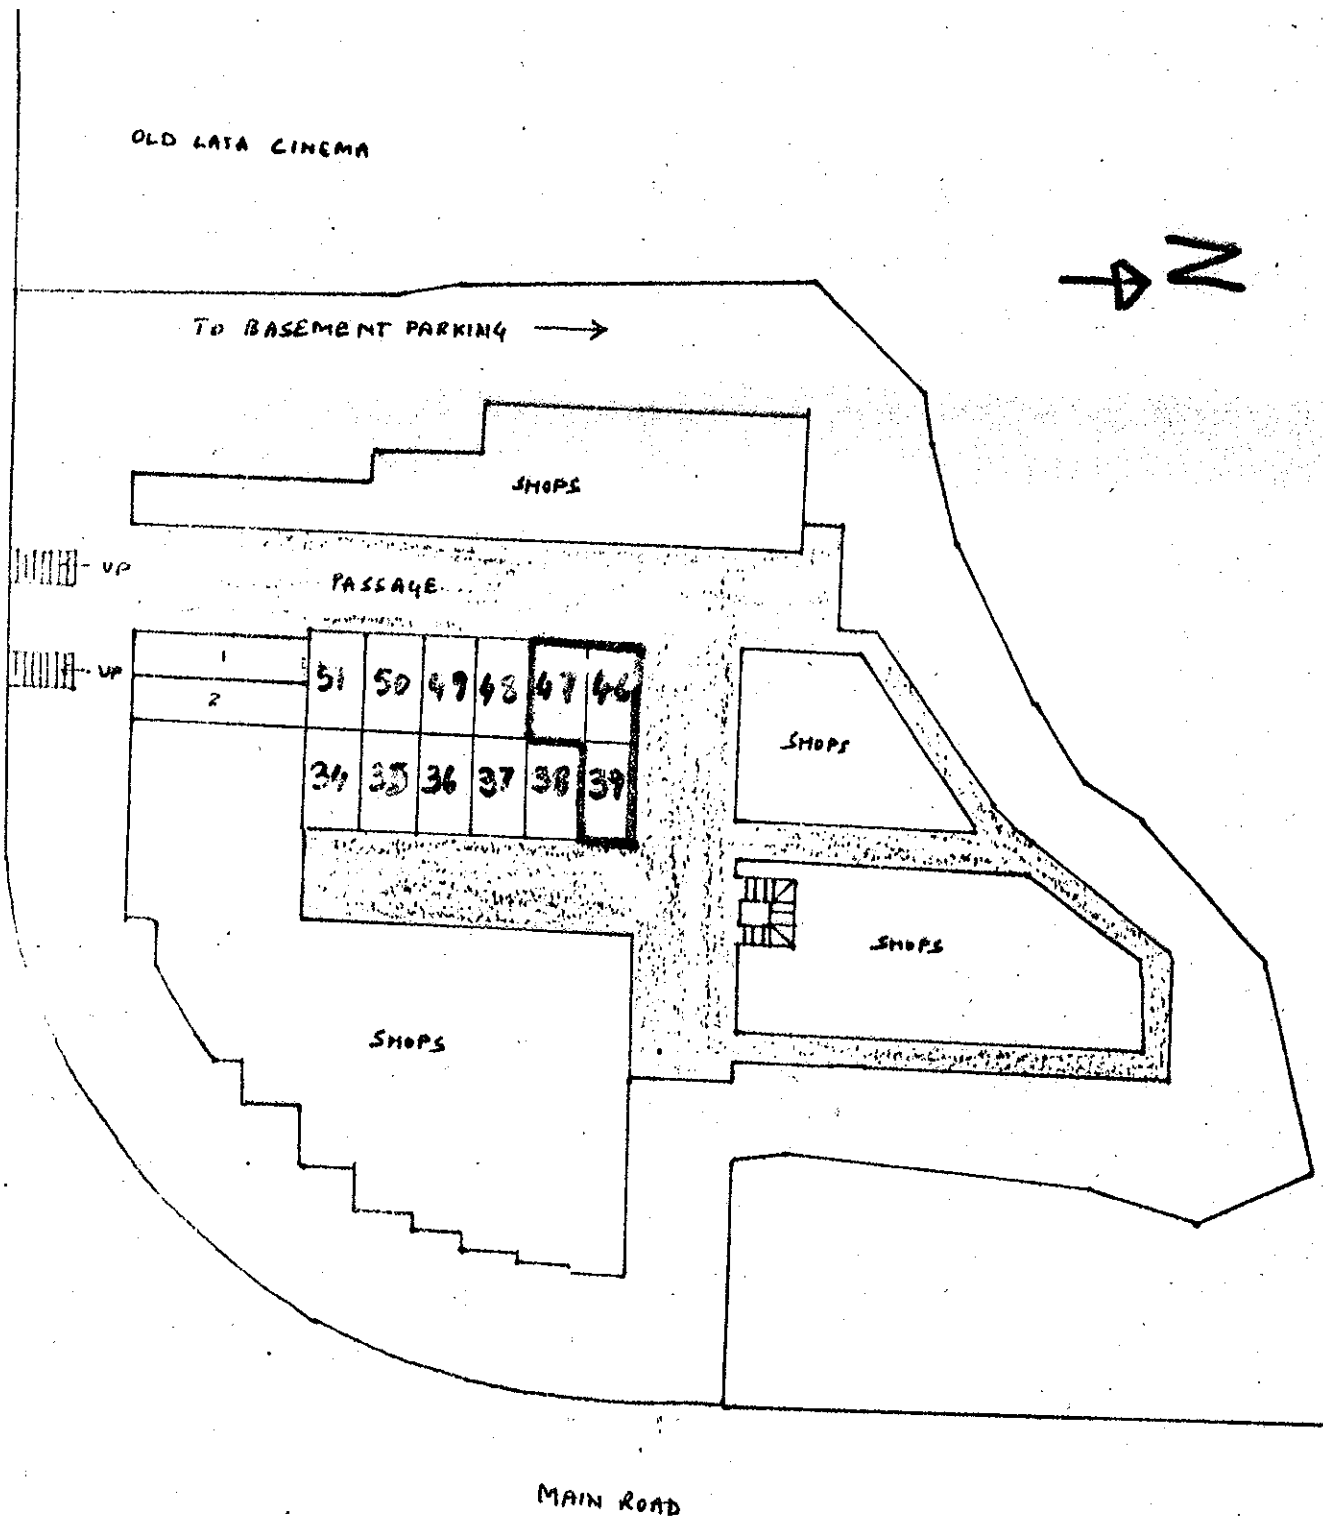 OLD LATA CINEMA
N
TO BASEMENT PARKING
SHOPS
UP
PASSAGE
UP
1
2
51 50 49 48 47 46
34 35 36 37 38 39
SHOPS
SHOPS
SHOPS
MAIN ROAD